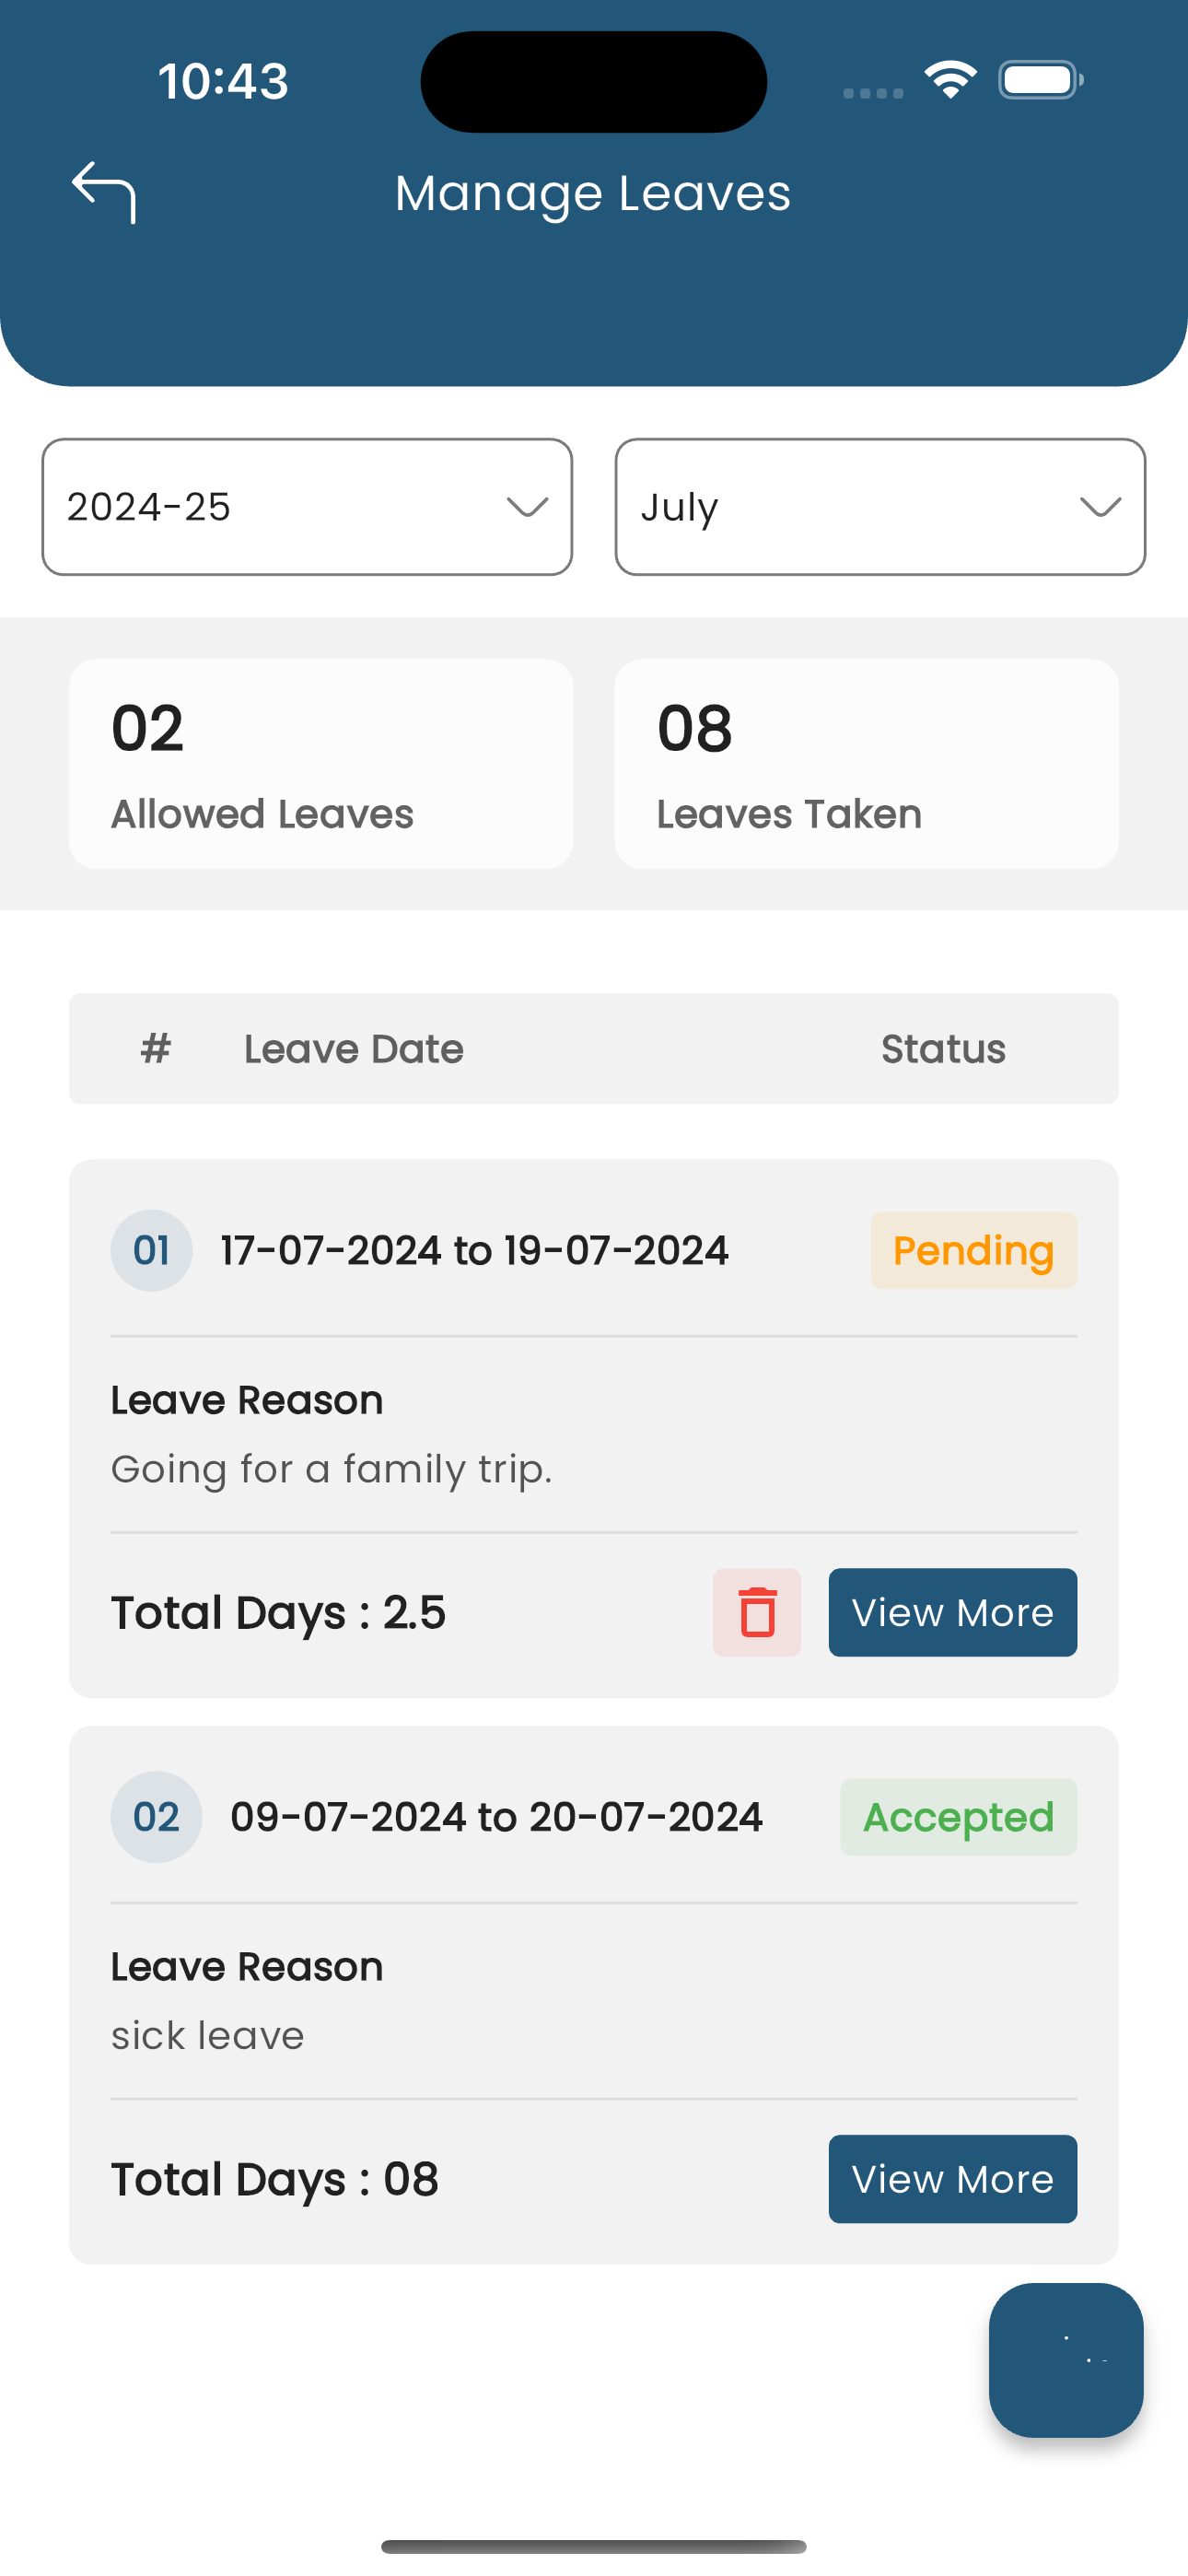 10:43
Manage Leaves
2024-25
July
02
Allowed Leaves
08
Leaves Taken
# Leave Date Status
01 17-07-2024 to 19-07-2024 Pending
Leave Reason
Going for a family trip.
Total Days : 2.5 View More
02 09-07-2024 to 20-07-2024 Accepted
Leave Reason
sick leave
Total Days : 08 View More